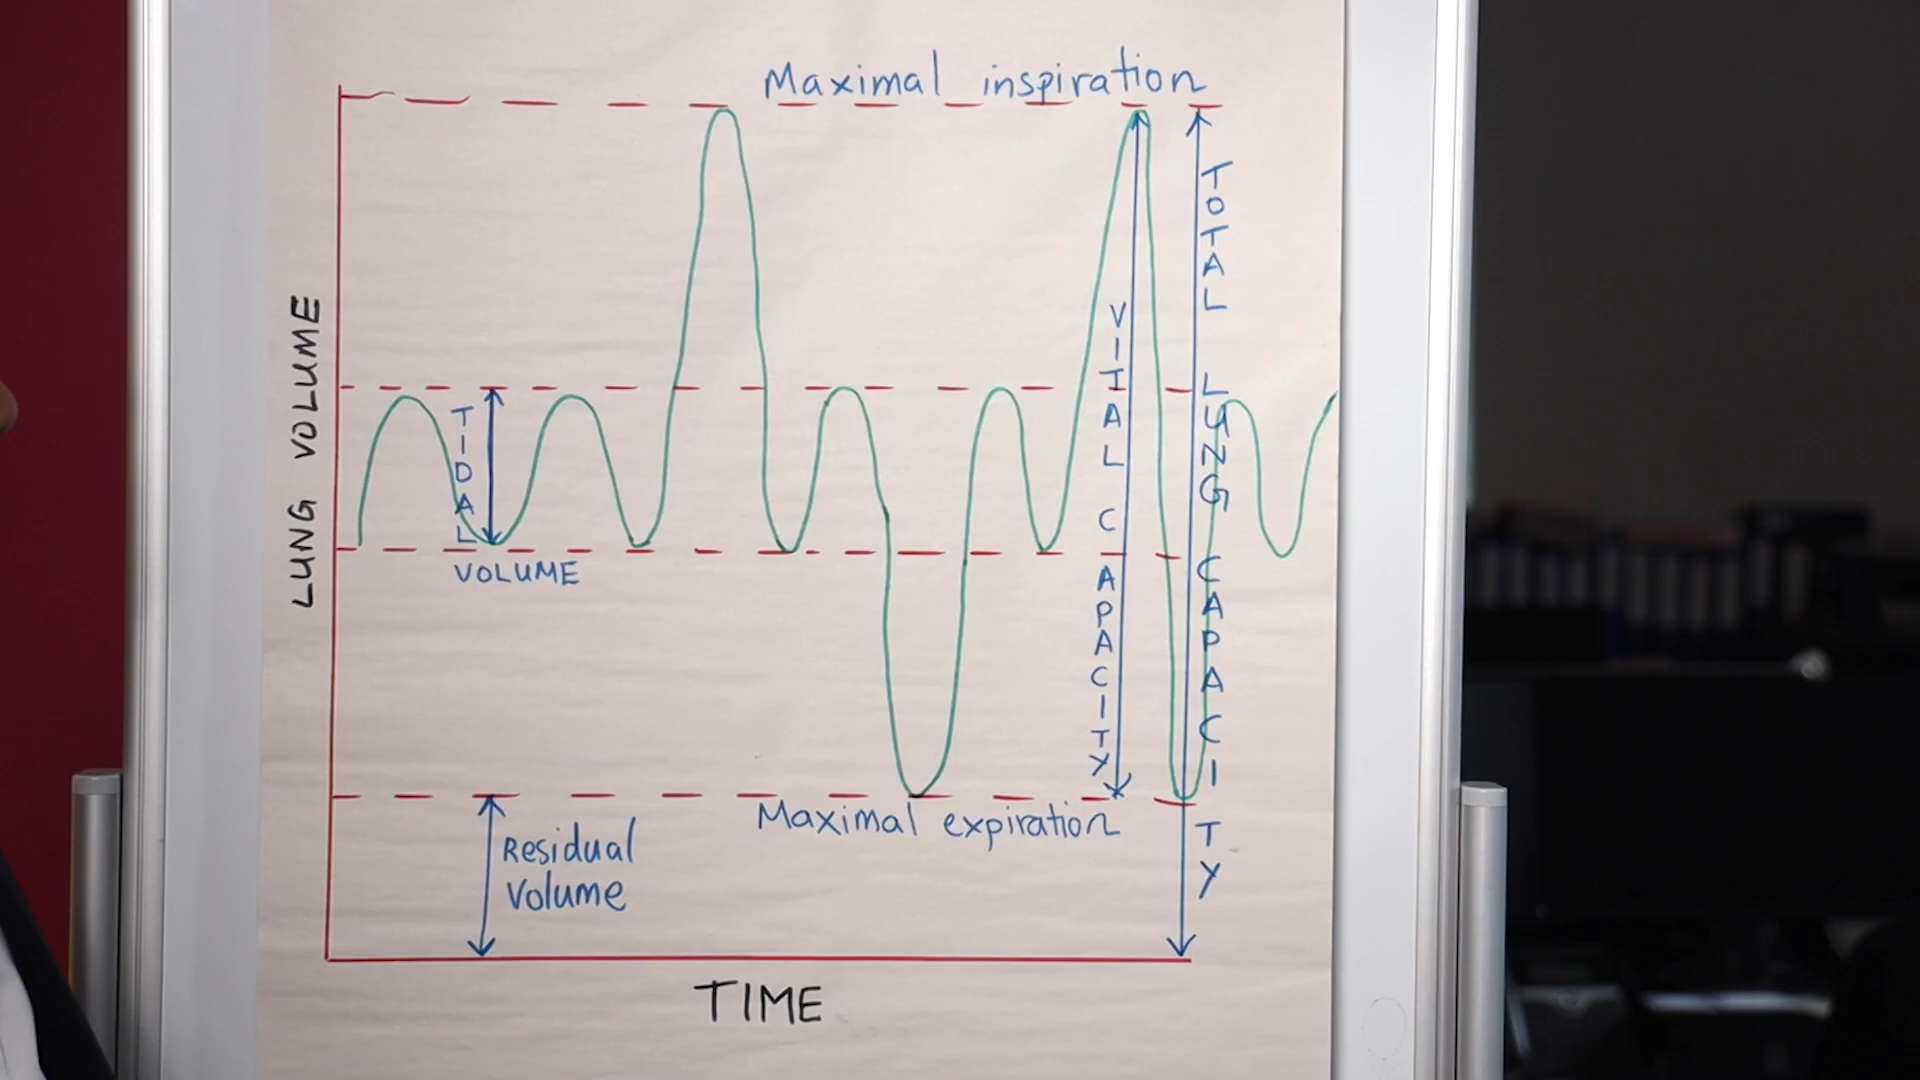 Maximal inspiration
TOTAL LUNG CAPACITY
VITAL CAPACITY
LUNG VOLUME
TIDAL
VOLUME
Maximal expiration
Residual
Volume
TIME